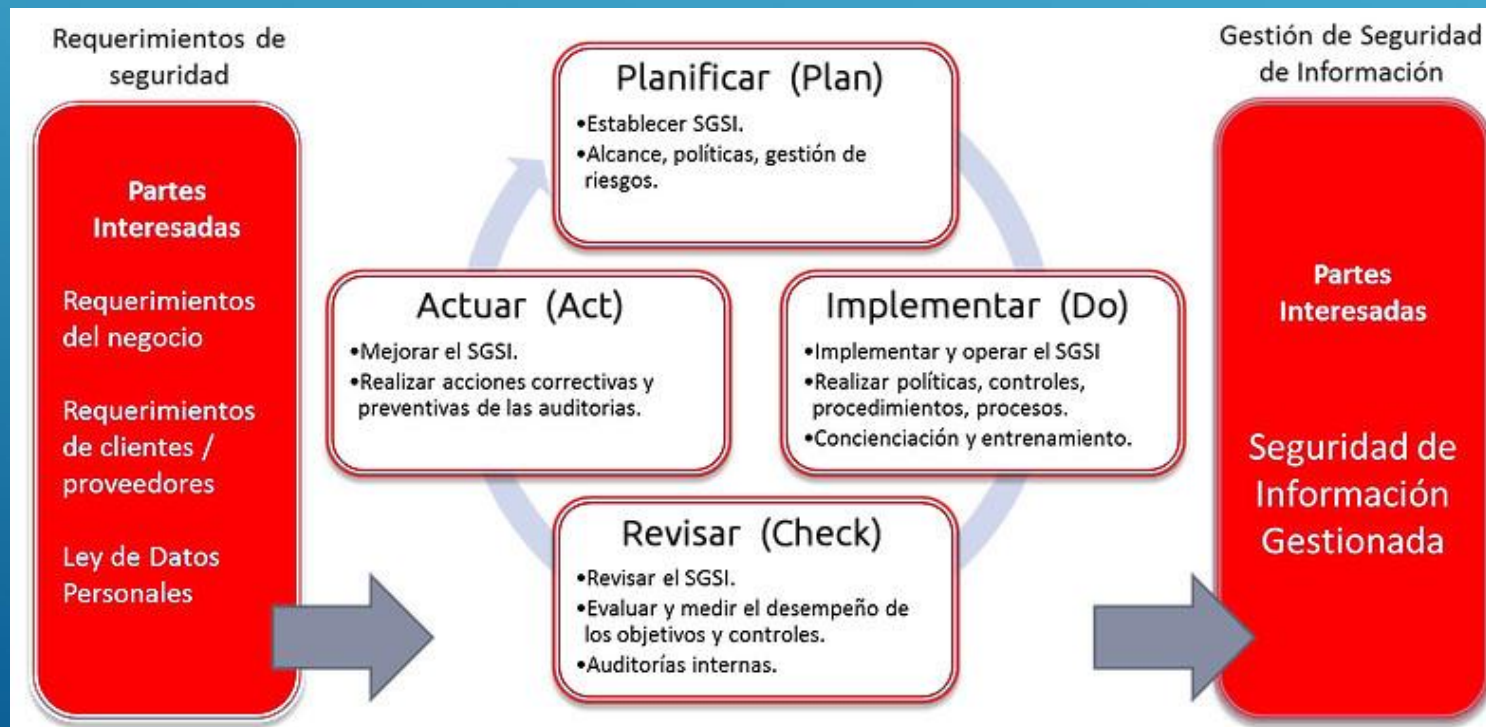 Requerimientos de
seguridad
Partes
Interesadas
Requerimientos
del negocio
Requerimientos
de clientes /
proveedores
Ley de Datos
Personales
Planificar (Plan)
•Establecer SGSI.
•Alcance, políticas, gestión de
riesgos.
Actuar (Act)
•Mejorar el SGSI.
•Realizar acciones correctivas y
preventivas de las auditorias.
Implementar (Do)
•Implementar y operar el SGSI
•Realizar políticas, controles,
procedimientos, procesos.
•Concienciación y entrenamiento.
Revisar (Check)
•Revisar el SGSI.
•Evaluar y medir el desempeño de
los objetivos y controles.
•Auditorías internas.
Gestión de Seguridad
de Información
Partes
Interesadas
Seguridad de
Información
Gestionada